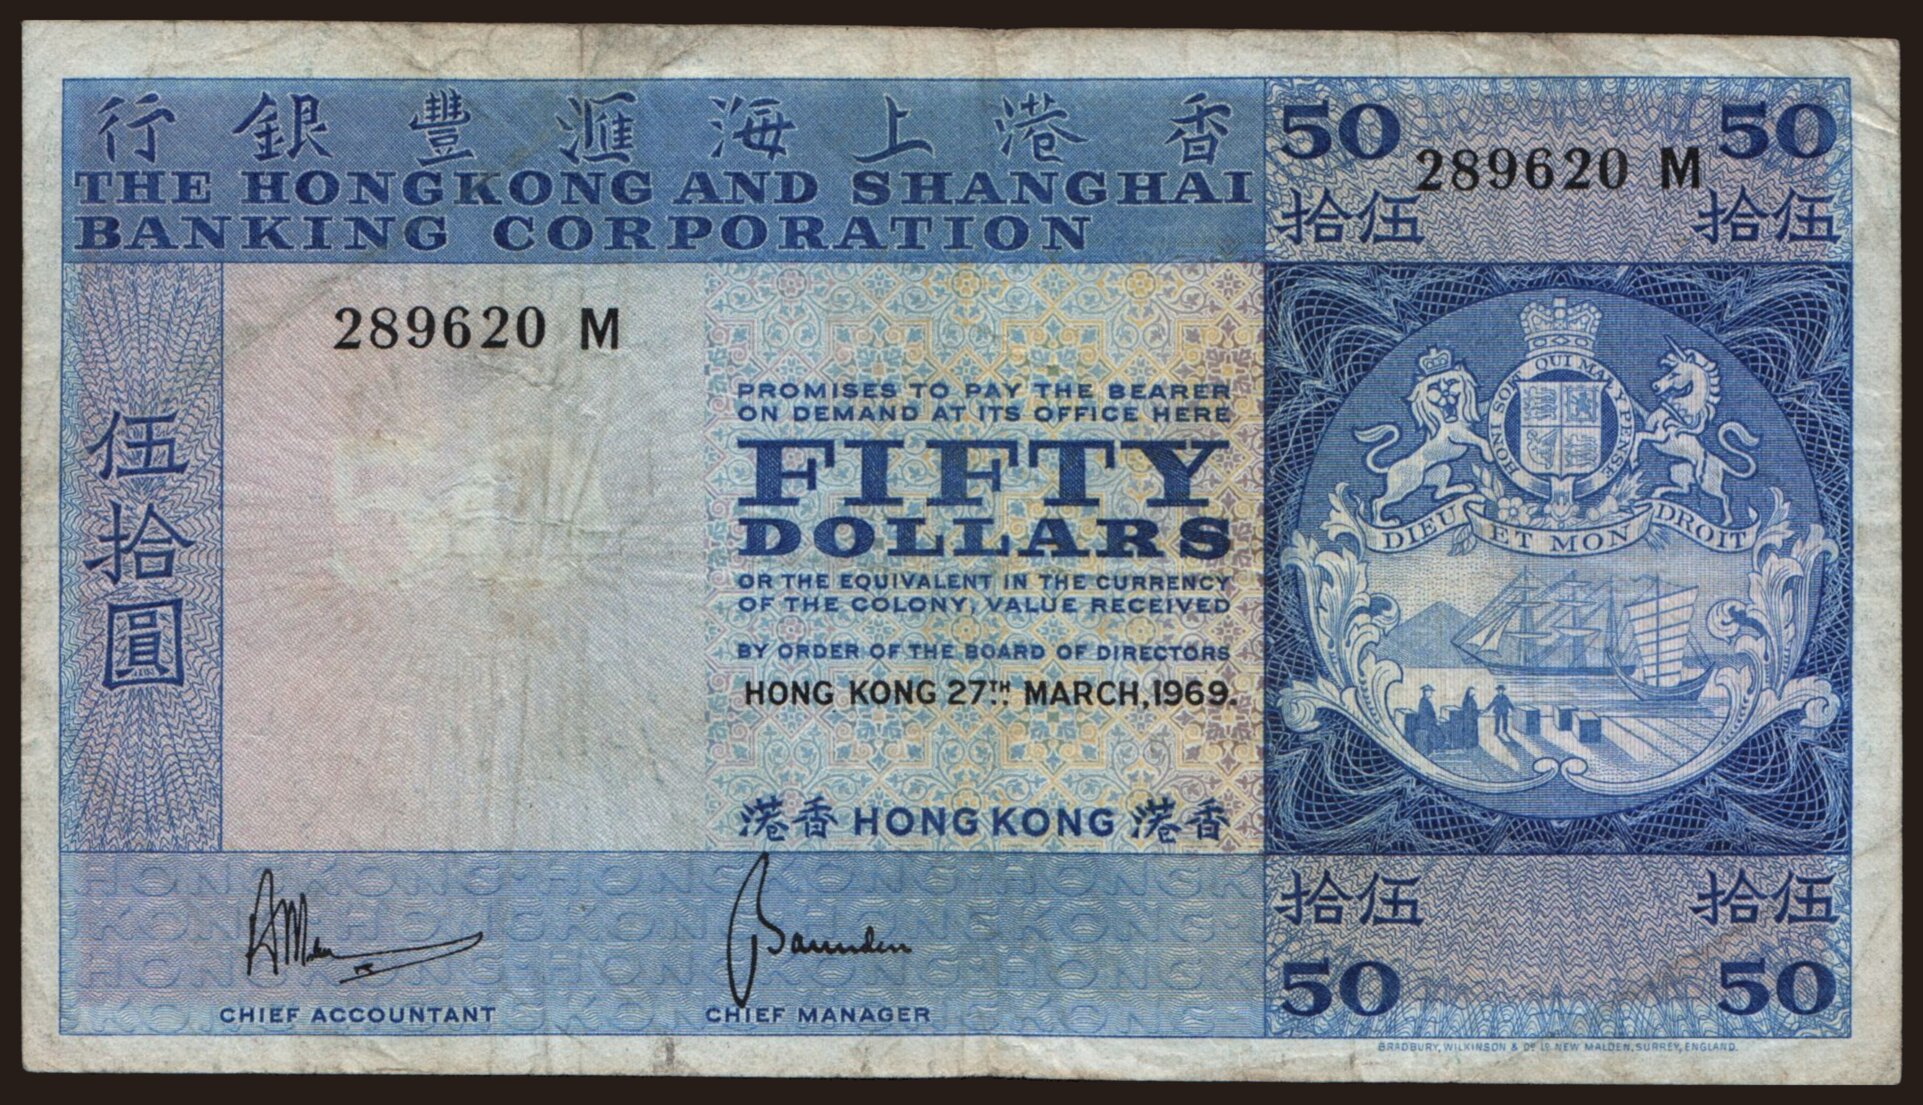 行銀豐滙海上港香
THE HONGKONG AND SHANGHAI
BANKING CORPORATION
50 50
289620 M
拾伍 拾伍
289620 M
伍拾圓
PROMISES TO PAY THE BEARER
ON DEMAND AT ITS OFFICE HERE
FIFTY
DOLLARS
OR THE EQUIVALENT IN THE CURRENCY
OF THE COLONY, VALUE RECEIVED
BY ORDER OF THE BOARD OF DIRECTORS
HONG KONG 27TH MARCH, 1969.
港香 HONG KONG 港香
HONI SOIT QUI MAL Y PENSE
DIEU ET MON DROIT
CHIEF ACCOUNTANT
CHIEF MANAGER
拾伍 拾伍
50 50
BRADBURY, WILKINSON & Co. Ld. NEW MALDEN, SURREY, ENGLAND.